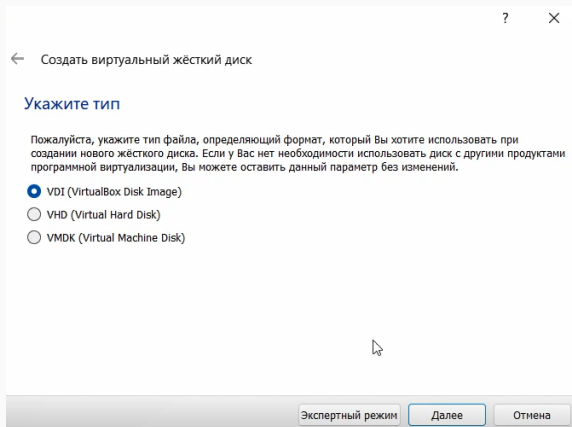 ?
Создать виртуальный жёсткий диск
Укажите тип
Пожалуйста, укажите тип файла, определяющий формат, который Вы хотите использовать при
создании нового жёсткого диска. Если у Вас нет необходимости использовать диск с другими продуктами
программной виртуализации, Вы можете оставить данный параметр без изменений.
VDI (VirtualBox Disk Image)
VHD (Virtual Hard Disk)
VMDK (Virtual Machine Disk)
Экспертный режим Далее Отмена